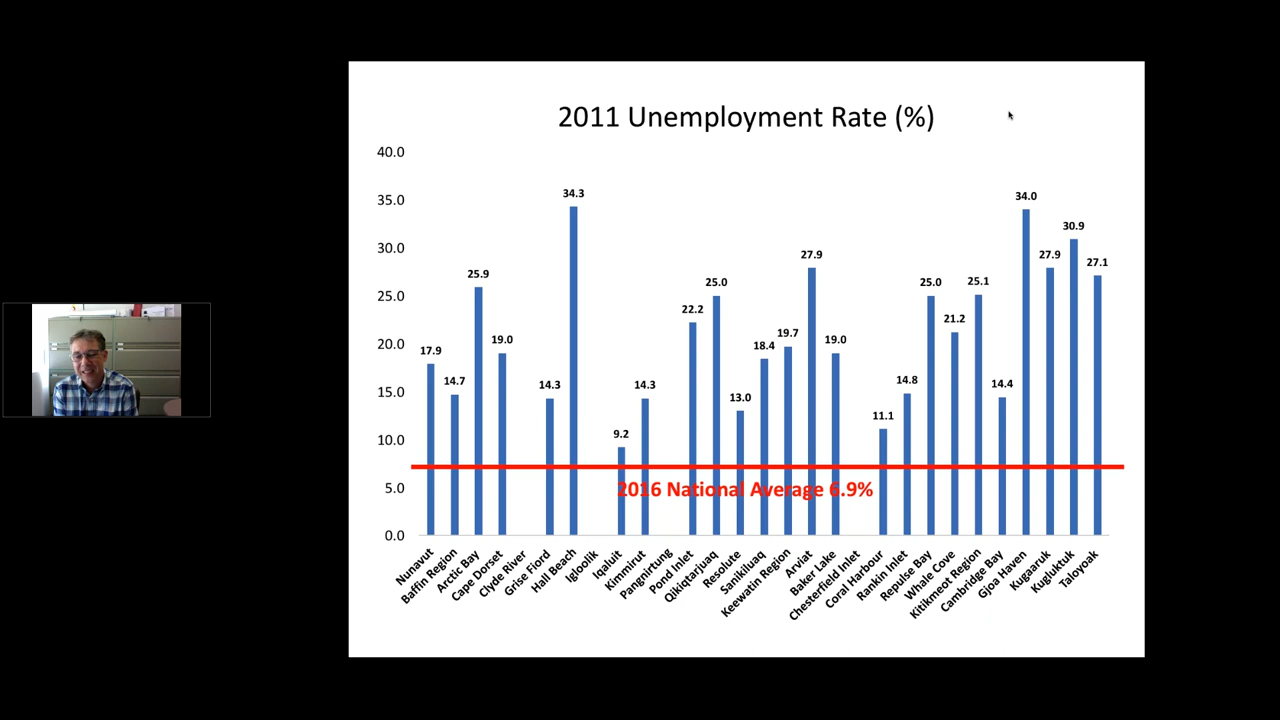 2011 Unemployment Rate (%)
40.0
35.0
30.0
25.0
20.0
15.0
10.0
5.0
0.0
17.9
14.7
25.9
19.0
14.3
34.3
9.2
14.3
22.2
25.0
13.0
18.4
19.7
27.9
19.0
11.1
14.8
25.0
21.2
25.1
14.4
34.0
27.9
30.9
27.1
2016 National Average 6.9%
Nunavut
Baffin Region
Arctic Bay
Cape Dorset
Clyde River
Grise Fiord
Hall Beach
Igloolik
Iqaluit
Kimmirut
Pangnirtung
Pond Inlet
Qikiqtarjuaq
Resolute
Sanikiluaq
Keewatin Region
Arviat
Baker Lake
Chesterfield Inlet
Coral Harbour
Rankin Inlet
Repulse Bay
Whale Cove
Kitikmeot Region
Cambridge Bay
Gjoa Haven
Kugaaruk
Kugluktuk
Taloyoak